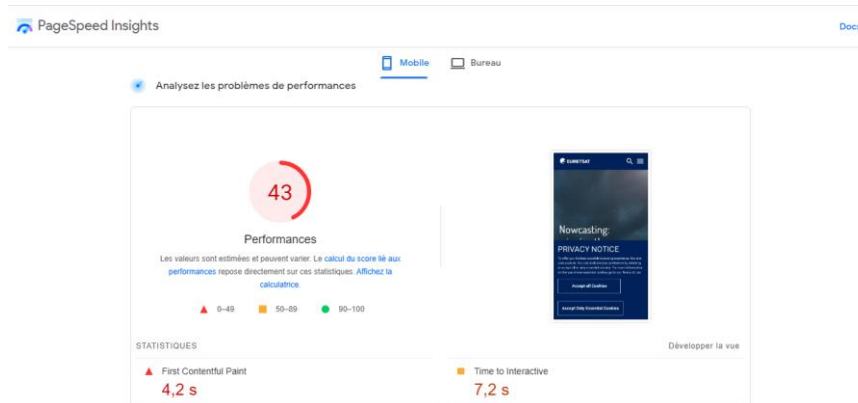 PageSpeed Insights
Docu
Mobile
Bureau
Analysez les problèmes de performances
43
Performances
Les valeurs sont estimées et peuvent varier. Le calcul du score lié aux
performances repose directement sur ces statistiques. Affichez la
calculatrice.
0–49
50–89
90–100
EUMETSAT
Nowcasting:
PRIVACY NOTICE
Accept all Cookies
Accept Only Essential Cookies
STATISTIQUES
Développer la vue
First Contentful Paint
4,2 s
Time to Interactive
7,2 s